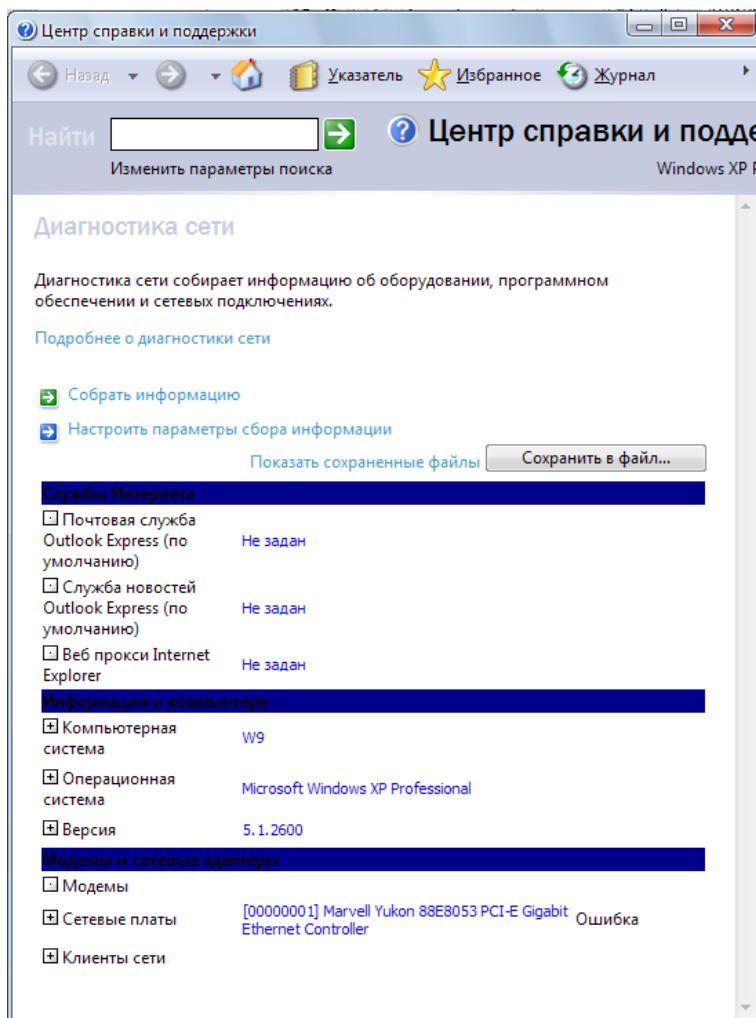 Центр справки и поддержки
Назад Указатель Избранное Журнал
Найти Центр справки и подде
Изменить параметры поиска Windows XP P
Диагностика сети
Диагностика сети собирает информацию об оборудовании, программном
обеспечении и сетевых подключениях.
Подробнее о диагностики сети
Собрать информацию
Настроить параметры сбора информации
Показать сохраненные файлы Сохранить в файл...
Службы Интернета
Почтовая служба
Outlook Express (по Не задан
умолчанию)
Служба новостей
Outlook Express (по Не задан
умолчанию)
Веб прокси Internet
Explorer Не задан
Информация о компьютере
Компьютерная
система W9
Операционная
система Microsoft Windows XP Professional
Версия 5.1.2600
Модемы и сетевые адаптеры
Модемы
Сетевые платы [00000001] Marvell Yukon 88E8053 PCI-E Gigabit
Ethernet Controller Ошибка
Клиенты сети